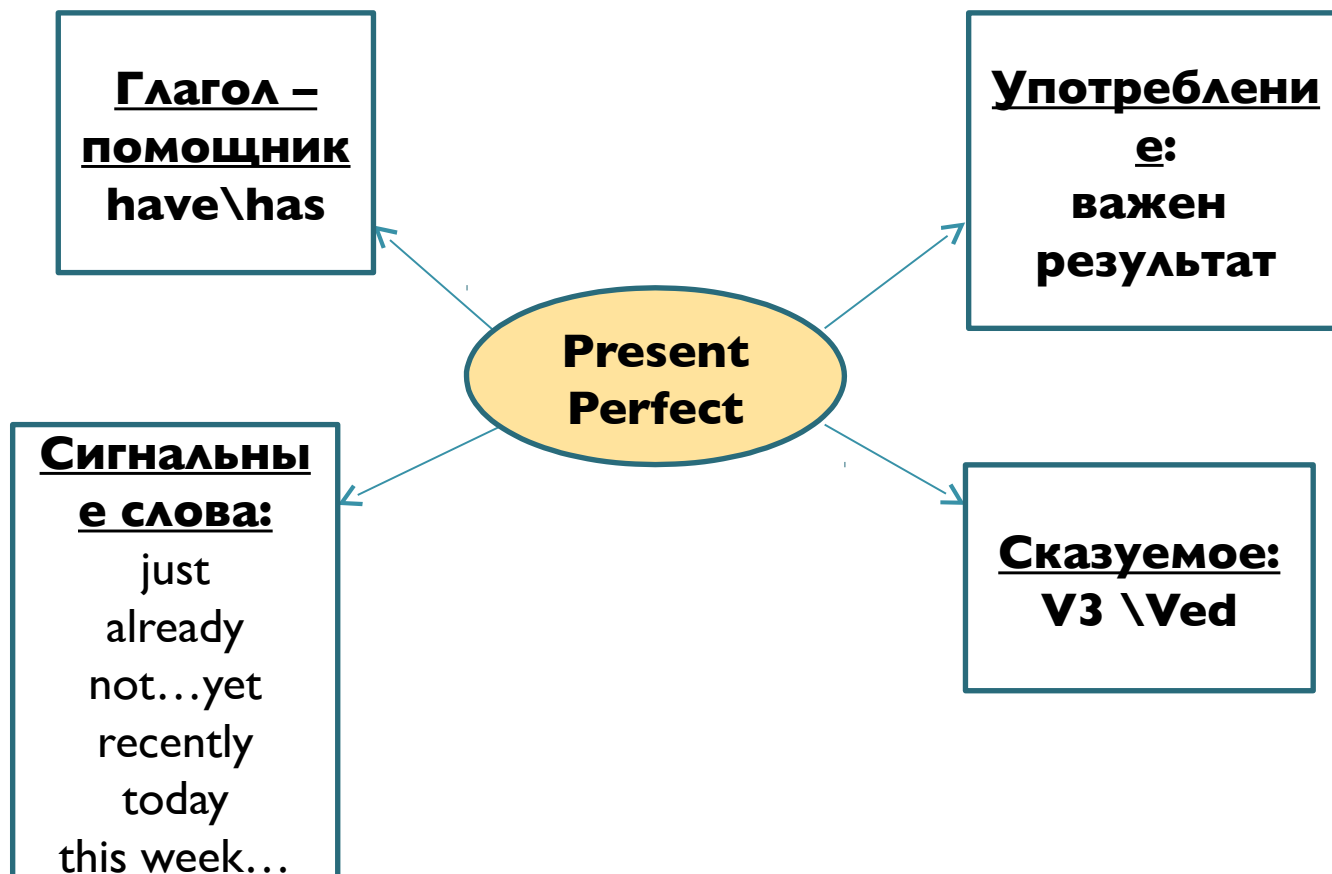 Глагол –
помощник
have\has
Употреблени
е:
важен
результат
Present
Perfect
Сигнальны
е слова:
just
already
not…yet
recently
today
this week…
Сказуемое:
V3 \Ved